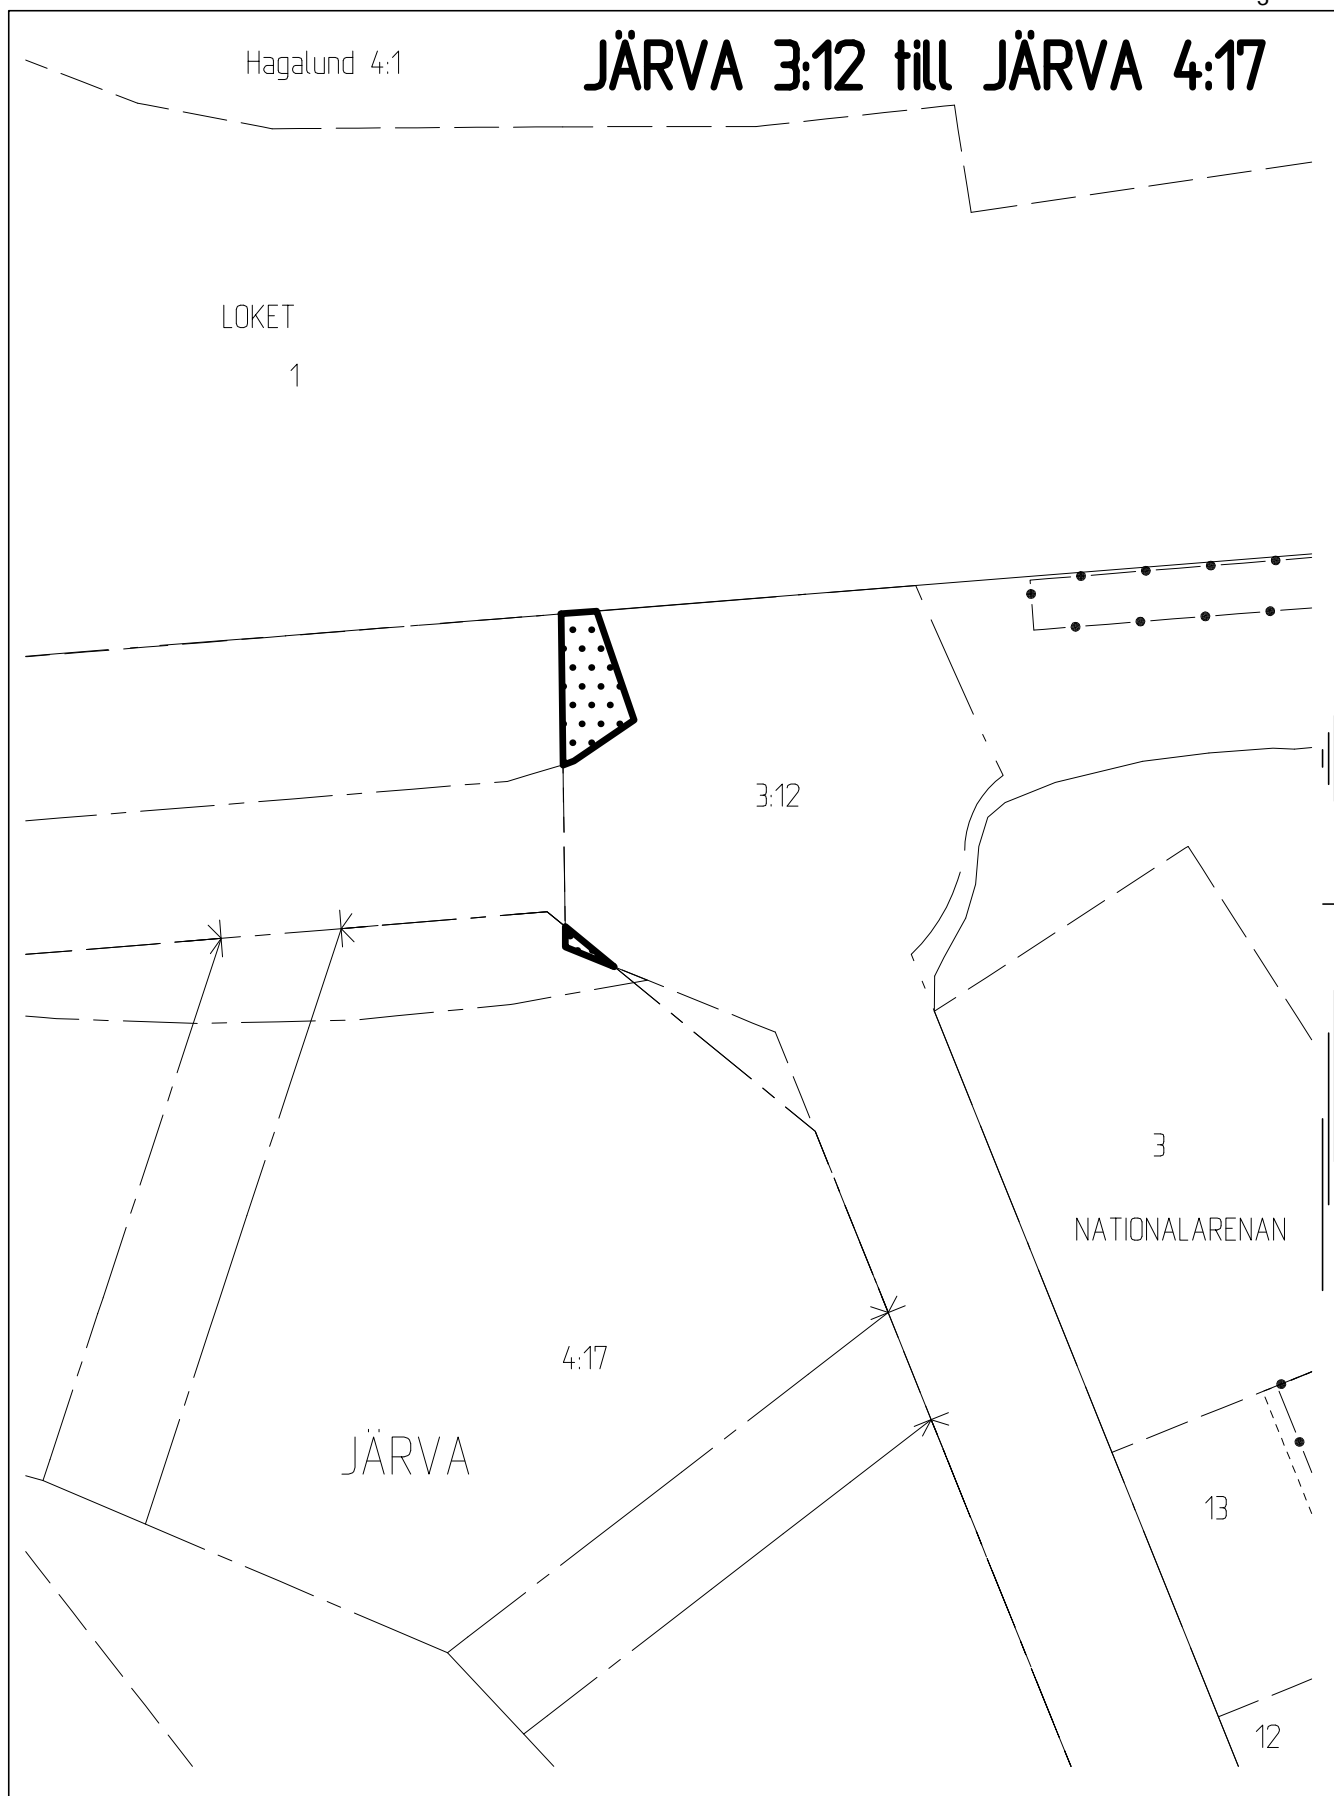 Hagalund 4:1
JÄRVA 3:12 till JÄRVA 4:17
LOKET
1
3:12
3
NATIONALARENAN
4:17
JÄRVA
13
12